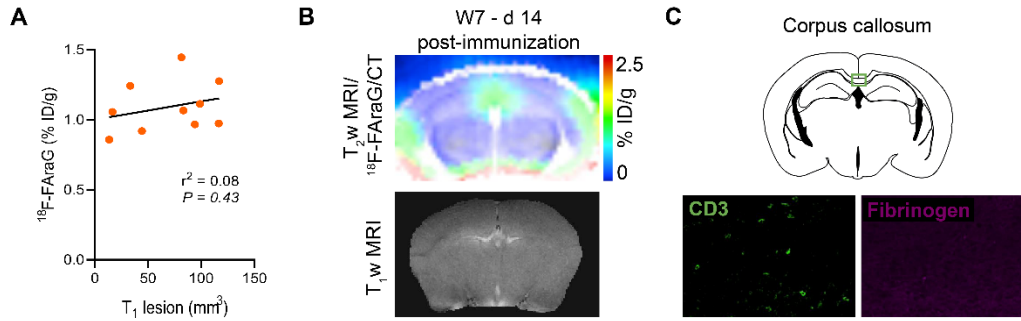 A
¹⁸F-FAraG (% ID/g)
1.5
1.0
0.5
0.0
r² = 0.08
P = 0.43
0 50 100 150
T₁ lesion (mm³)
B
W7 - d 14
post-immunization
T₂w MRI/
¹⁸F-FAraG/CT
2.5
% ID/g
0
T₁w MRI
C
Corpus callosum
CD3
Fibrinogen